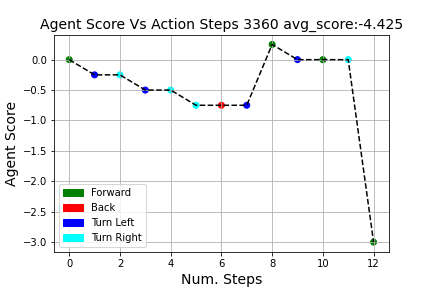 Agent Score Vs Action Steps 3360 avg_score:-4.425
Agent Score
0.0
−0.5
−1.0
−1.5
−2.0
−2.5
−3.0
Forward
Back
Turn Left
Turn Right
0 2 4 6 8 10 12
Num. Steps